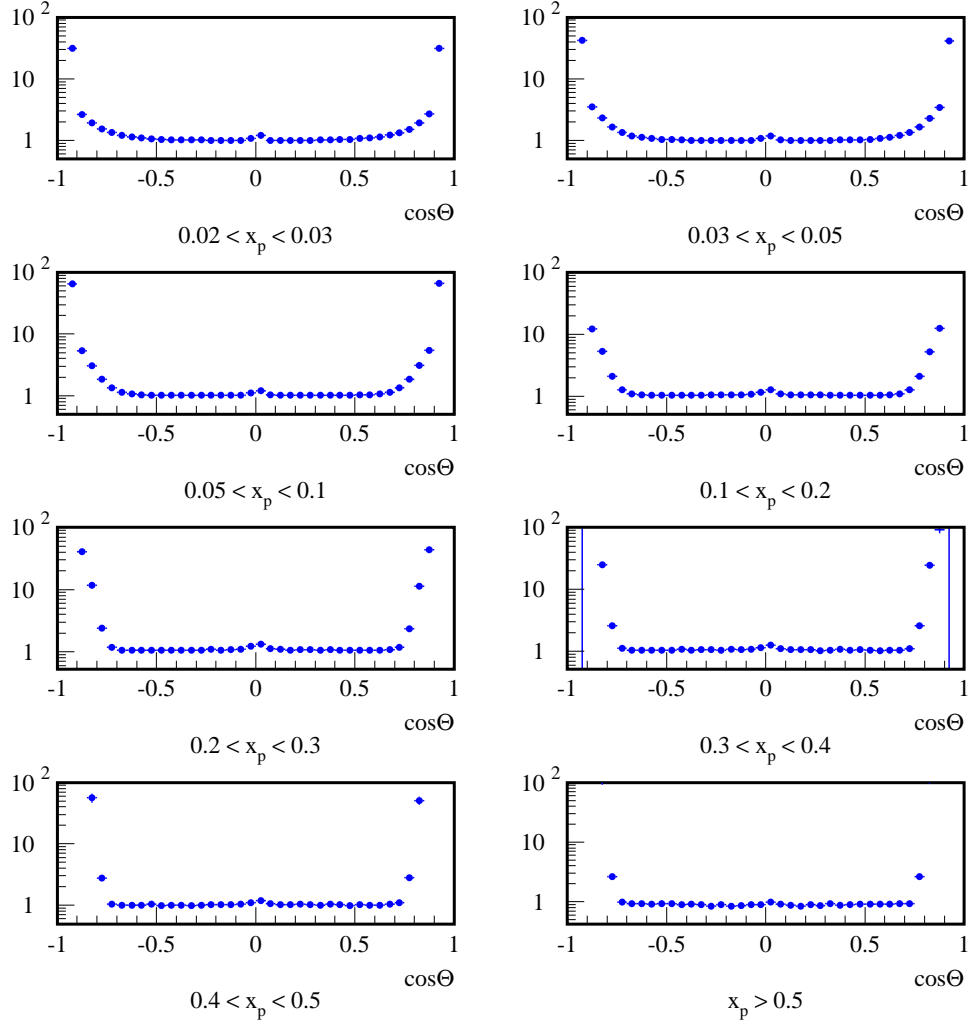 10 2 10 2
10 10
1 1
-1 -0.5 0 0.5 1 -1 -0.5 0 0.5 1
cosΘ cosΘ
0.02 < x_p < 0.03 0.03 < x_p < 0.05
10 2 10 2
10 10
1 1
-1 -0.5 0 0.5 1 -1 -0.5 0 0.5 1
cosΘ cosΘ
0.05 < x_p < 0.1 0.1 < x_p < 0.2
10 2 10 2
10 10
1 1
-1 -0.5 0 0.5 1 -1 -0.5 0 0.5 1
cosΘ cosΘ
0.2 < x_p < 0.3 0.3 < x_p < 0.4
10 2 10 2
10 10
1 1
-1 -0.5 0 0.5 1 -1 -0.5 0 0.5 1
cosΘ cosΘ
0.4 < x_p < 0.5 x_p > 0.5